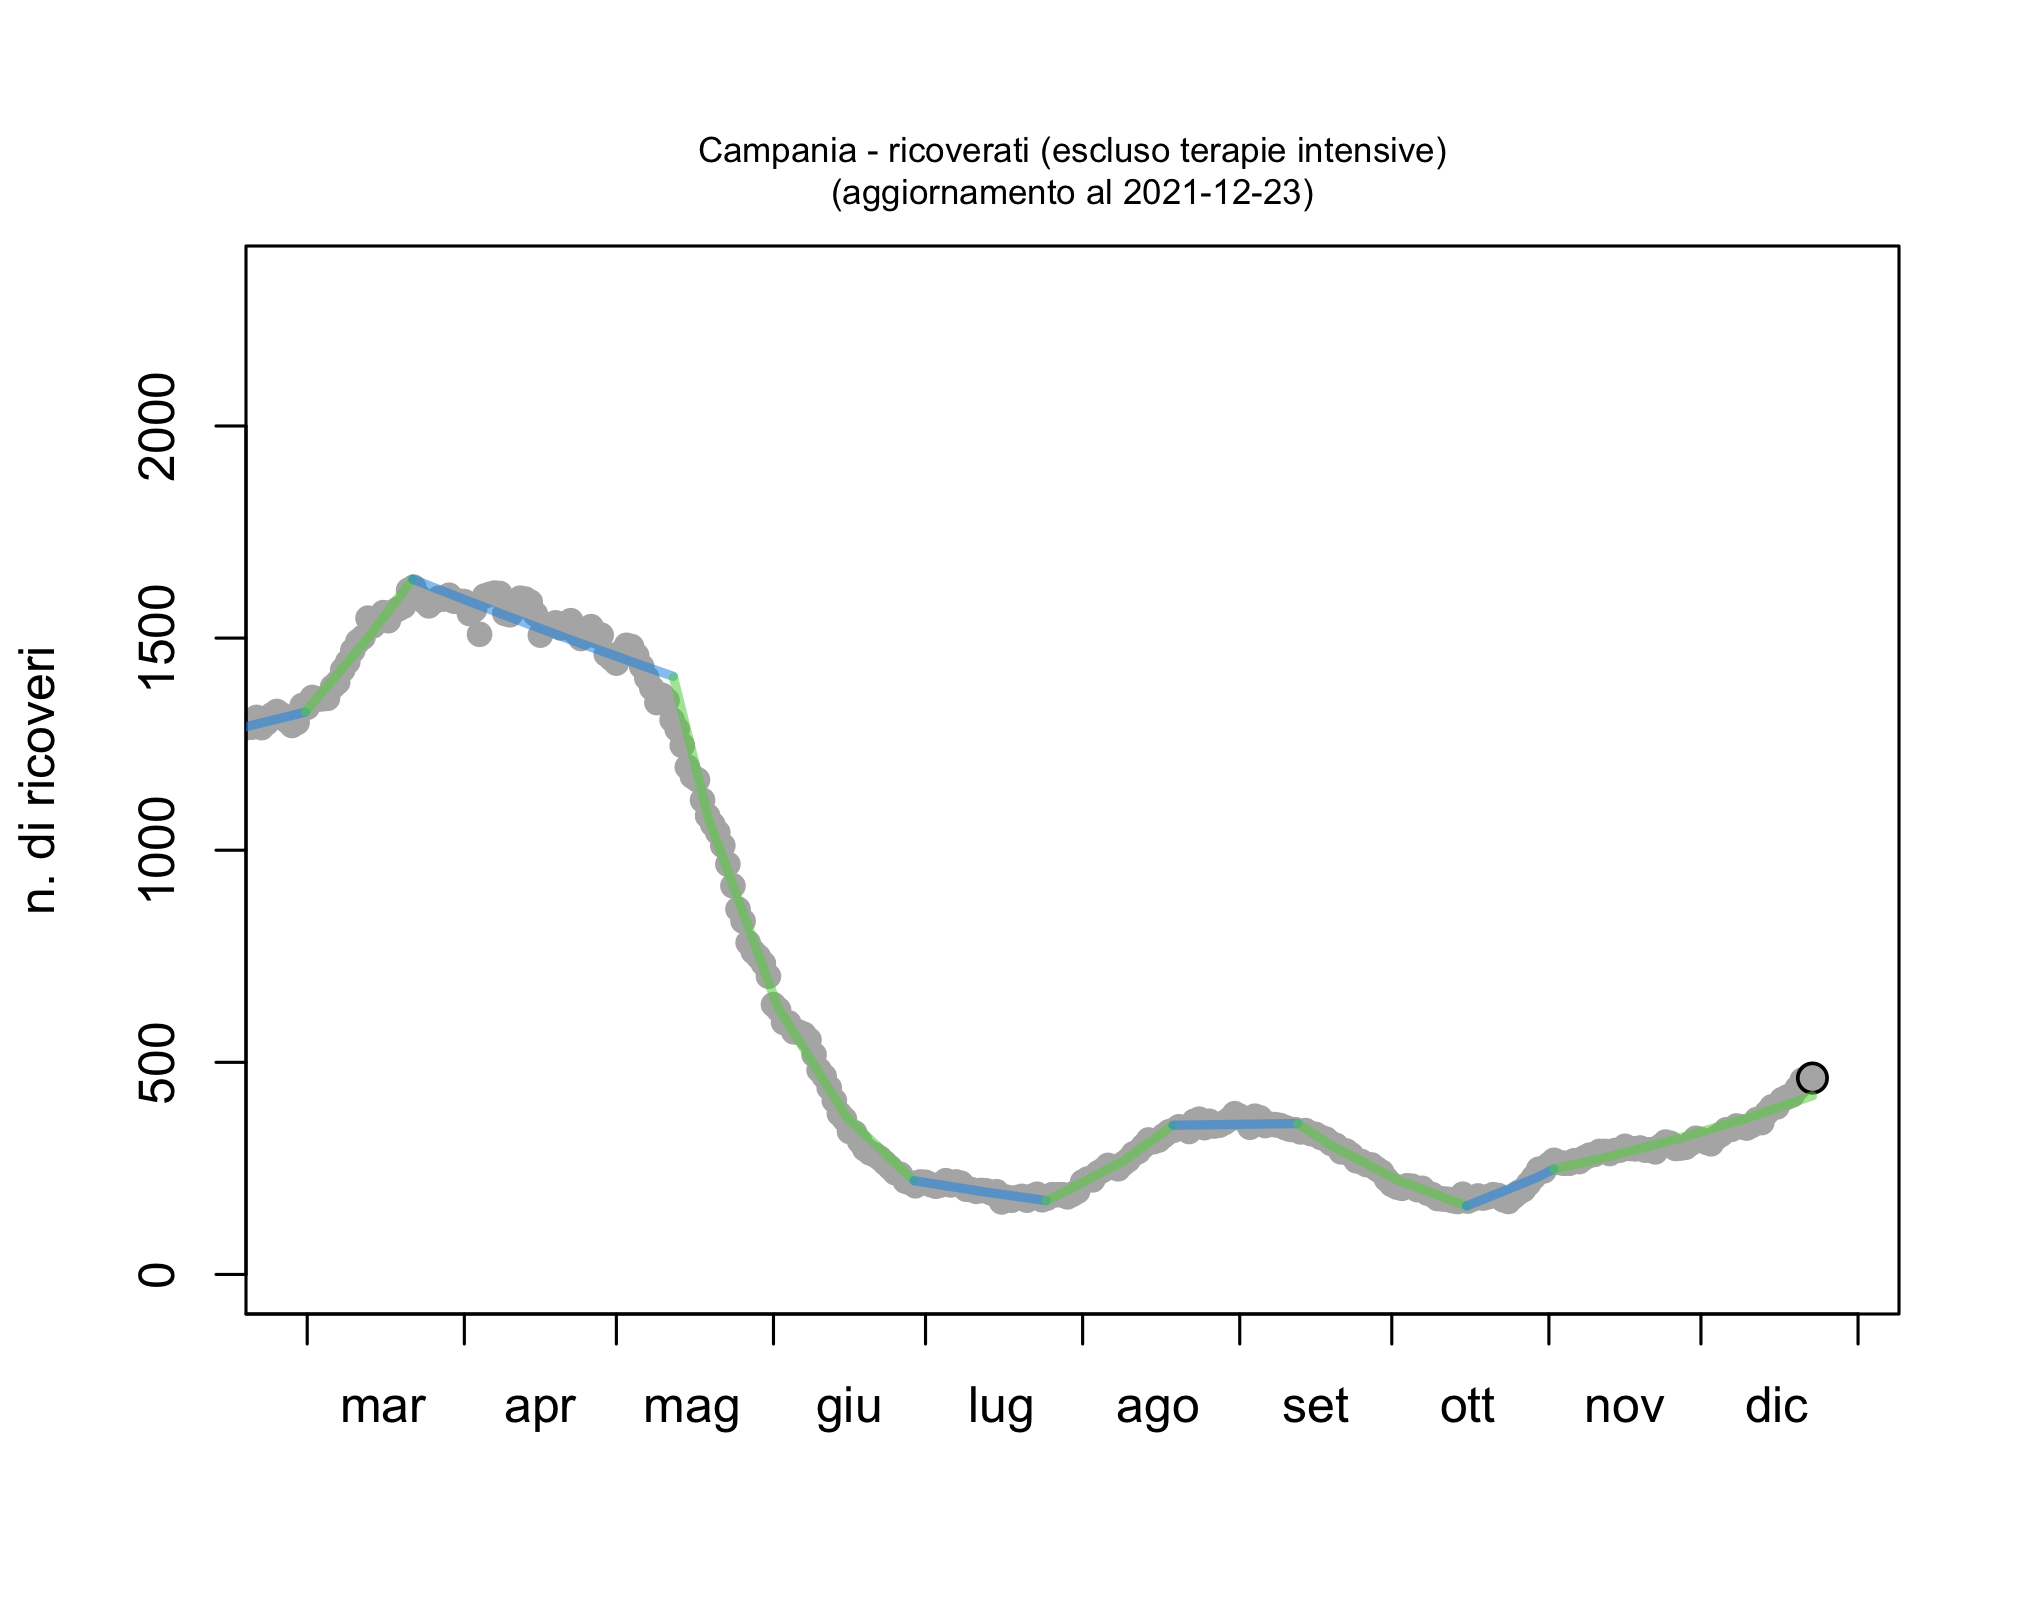 Campania - ricoverati (escluso terapie intensive)
(aggiornamento al 2021-12-23)
n. di ricoveri
2000
1500
1000
500
0
mar apr mag giu lug ago set ott nov dic